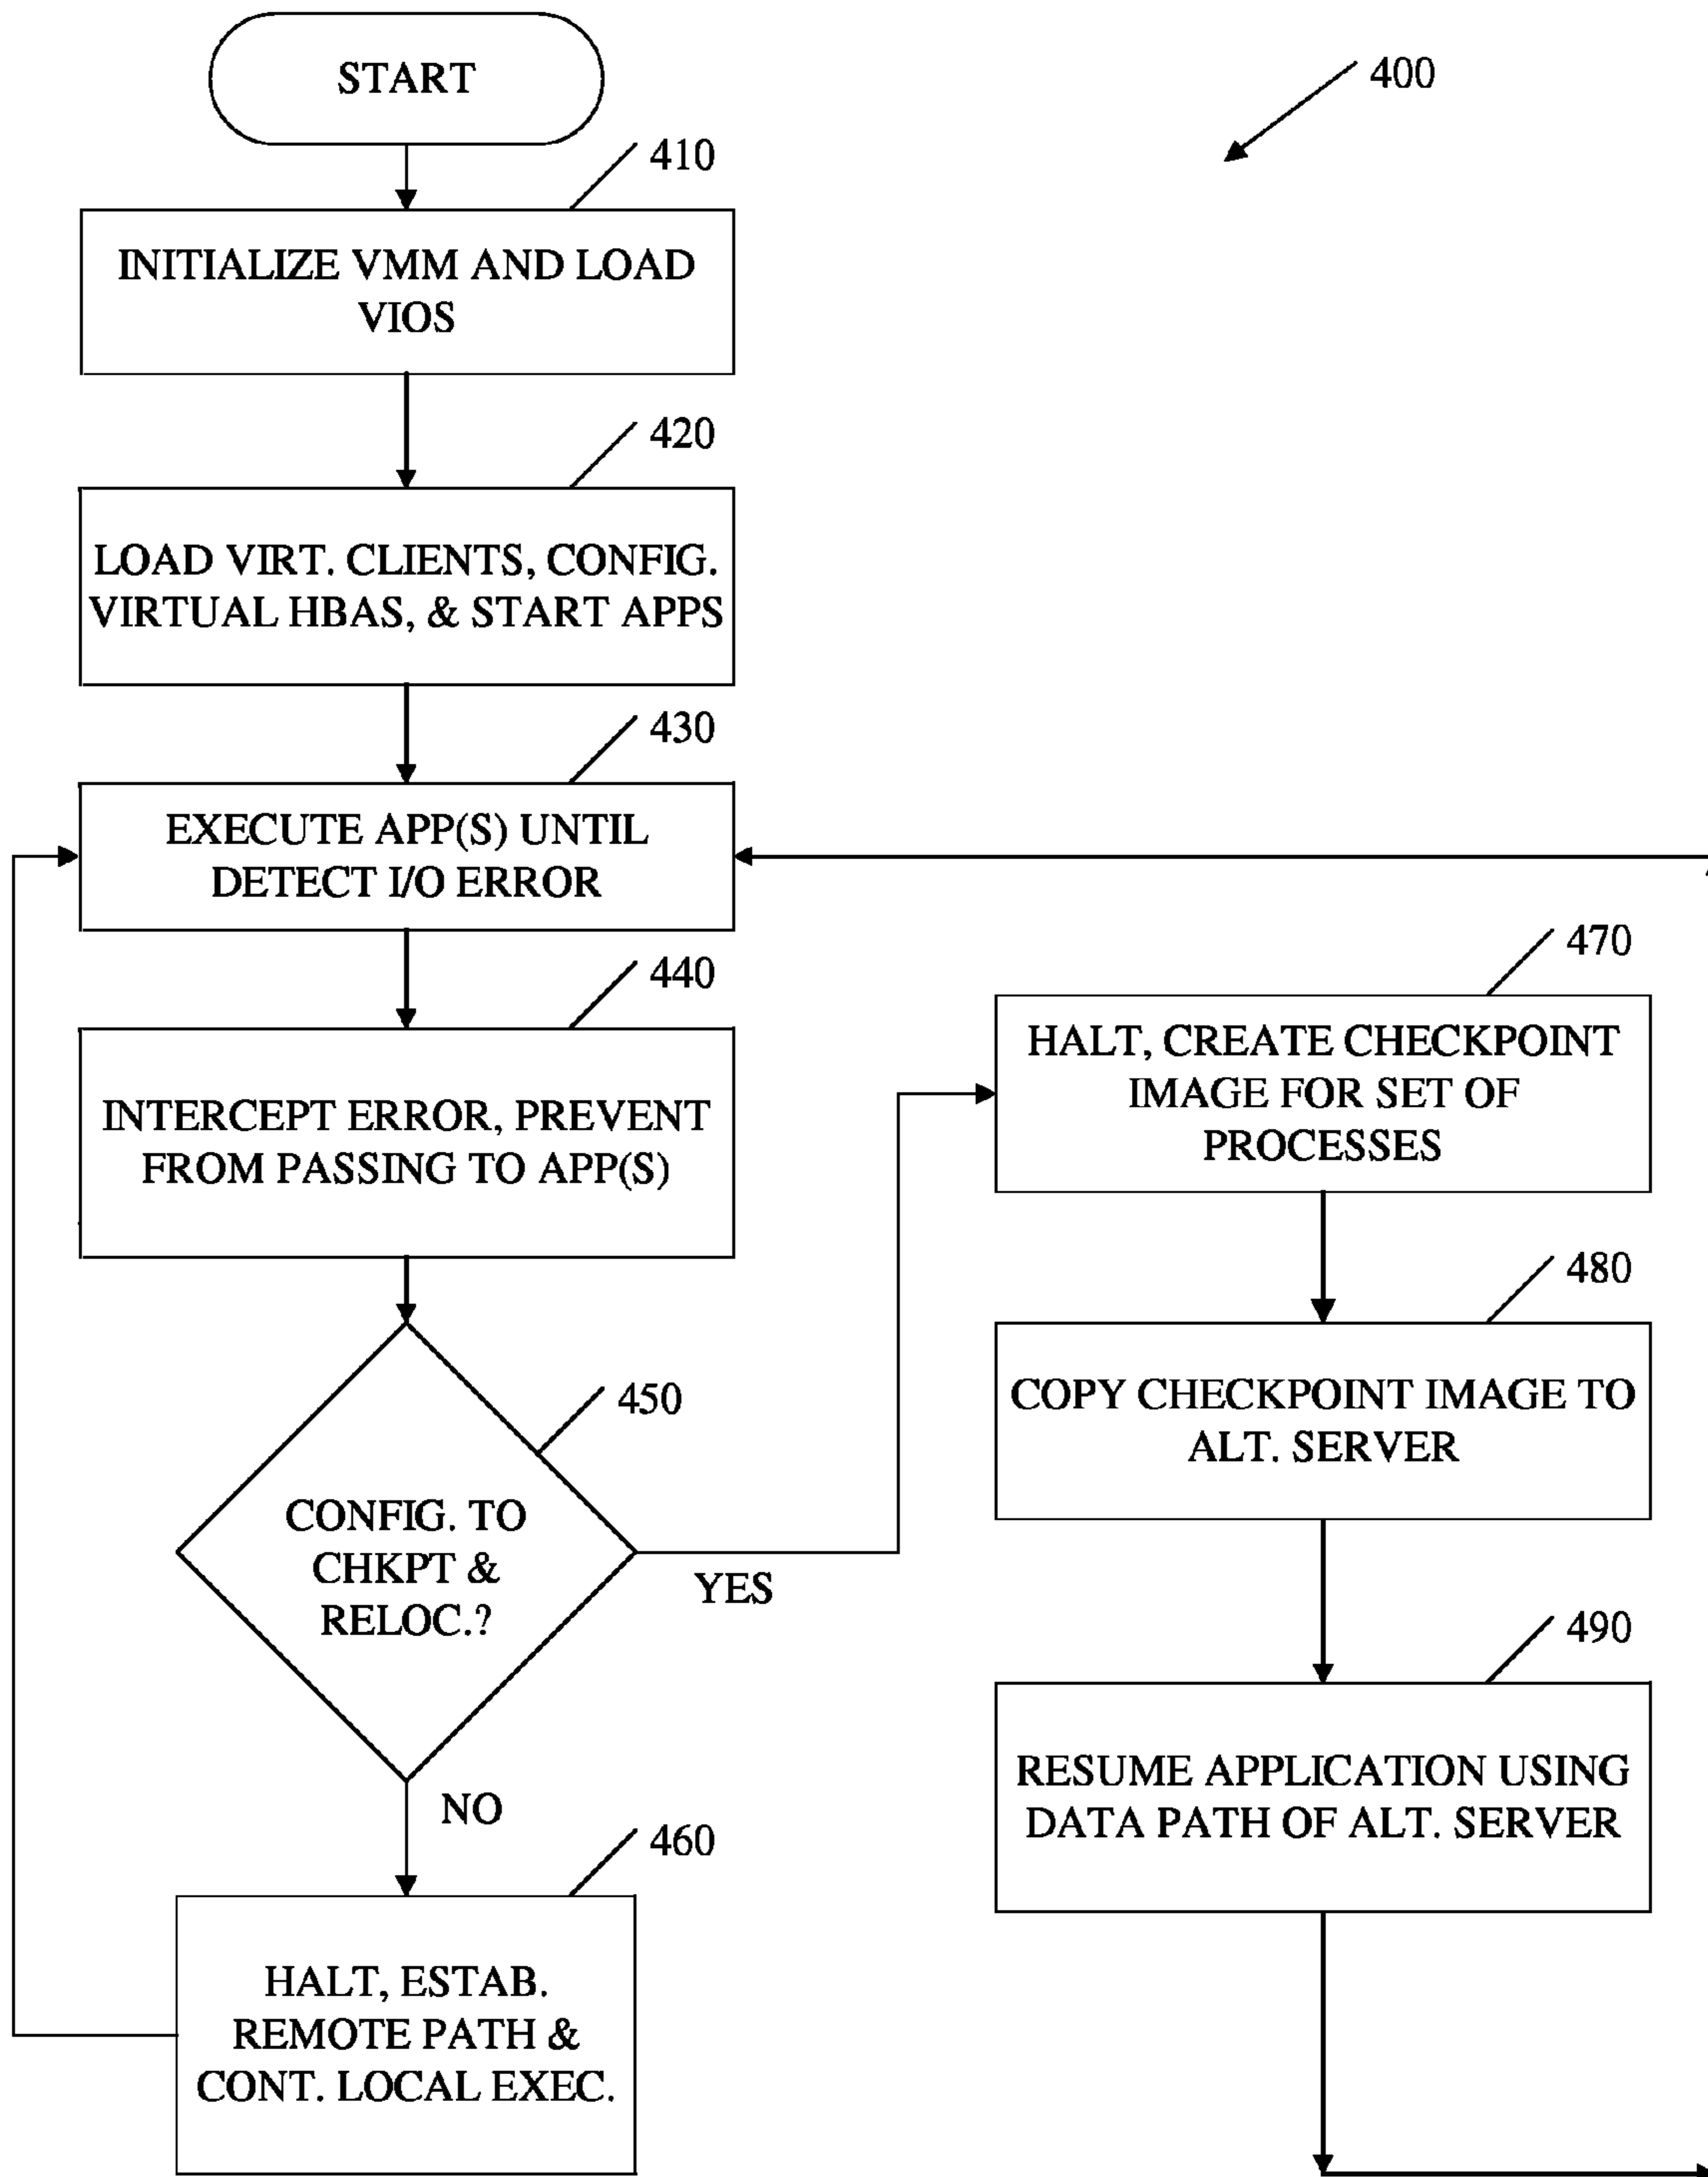 START
400
410
INITIALIZE VMM AND LOAD
VIOS
420
LOAD VIRT. CLIENTS, CONFIG.
VIRTUAL HBAS, & START APPS
430
EXECUTE APP(S) UNTIL
DETECT I/O ERROR
440
INTERCEPT ERROR, PREVENT
FROM PASSING TO APP(S)
450
CONFIG. TO
CHKPT &
RELOC.?
YES
NO
460
HALT, ESTAB.
REMOTE PATH &
CONT. LOCAL EXEC.
470
HALT, CREATE CHECKPOINT
IMAGE FOR SET OF
PROCESSES
480
COPY CHECKPOINT IMAGE TO
ALT. SERVER
490
RESUME APPLICATION USING
DATA PATH OF ALT. SERVER